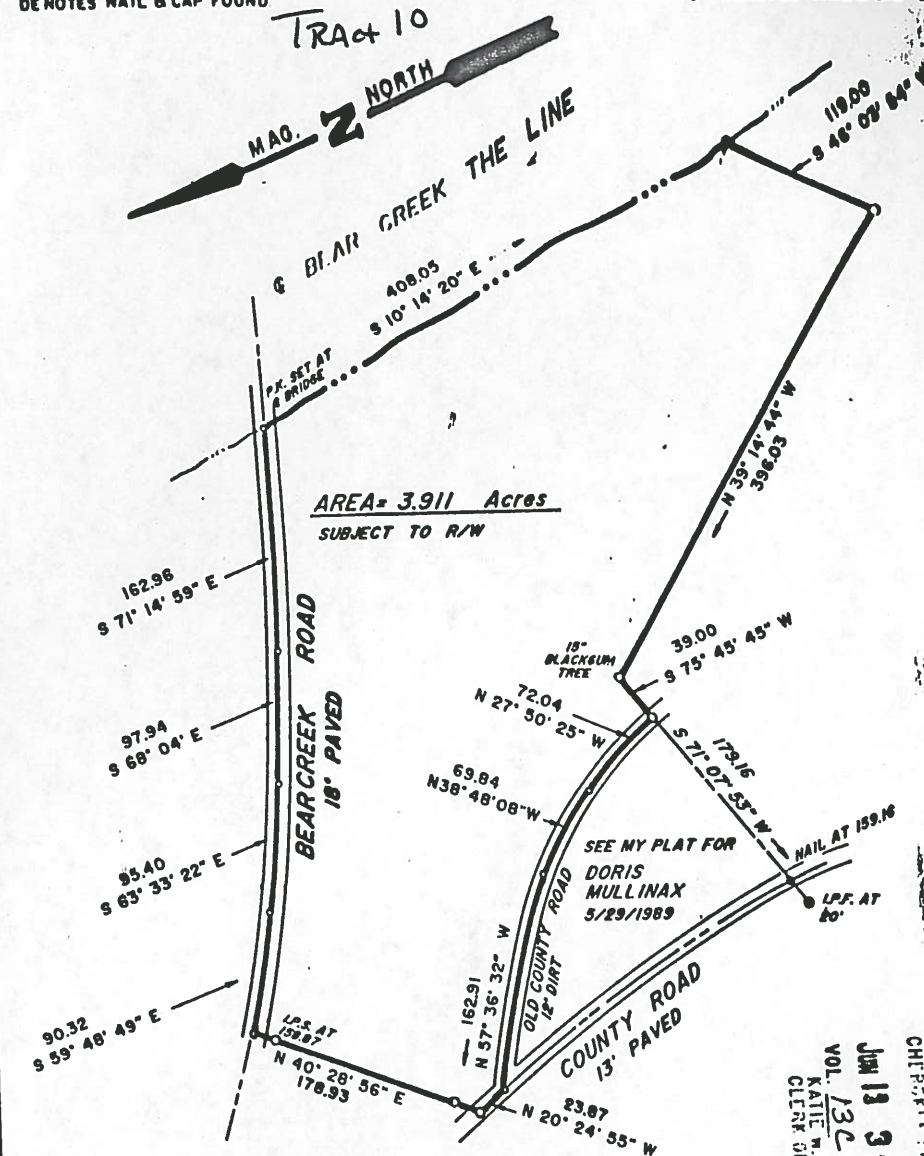 DENOTES NAIL & CAP FOUND
TRACT 10
MAG. N NORTH
℄ BEAR CREEK THE LINE
119.00
408.05
S 10° 14' 20" E
P.K. SET AT
℄ BRIDGE
N 39° 14' 44" W
396.03
AREA= 3.911 Acres
SUBJECT TO R/W
162.96
S 71° 14' 59" E
BEARCREEK ROAD
18" PAVED
15"
BLACKGUM
TREE
39.00
S 75° 45' 45" W
72.04
N 27° 50' 25" W
97.94
S 68° 04' E
69.84
N38°48'08"W
179.16
S 71° 07' 53" W
SEE MY PLAT FOR
DORIS
MULLINAX
5/29/1989
NAIL AT 159.16
I.P.F. AT
20'
95.40
S 63° 33' 22" E
162.91
N 57° 36' 32" W
OLD COUNTY ROAD
12' DIRT
COUNTY ROAD
13' PAVED
90.32
S 59° 48' 49" E
I.P.S. AT
159.87
N 40° 28' 56" E
178.93
23.87
N 20° 24' 55" W
JUN 13
VOL. 13C
KATIE W.